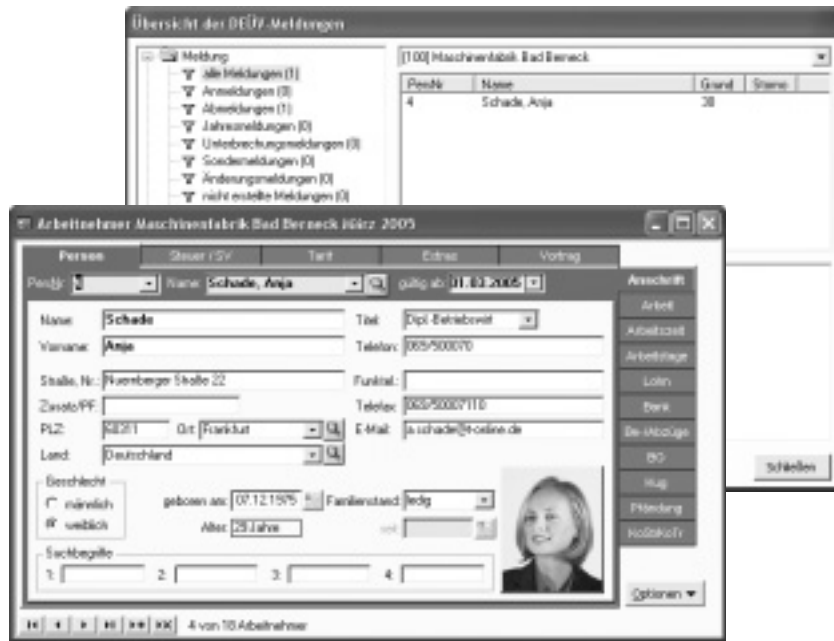 Übersicht der DEÜV-Meldungen
Meldung
alle Meldungen (1)
Anmeldungen (0)
Abmeldungen (1)
Jahresmeldungen (0)
Unterbrechungsmeldungen (0)
Sondermeldungen (0)
Änderungsmeldungen (0)
nicht erstellte Meldungen (0)
[100] Maschinenfabrik Bad Berneck
PersNr Name Grund Storno
4 Schade, Anja 30
Schließen
Arbeitnehmer Maschinenfabrik Bad Berneck März 2005
Person Steuer / SV Tarif Extras Vortrag
PersNr: Name: Schade, Anja gültig ab: 01.03.2005
Name: Schade Titel: Dipl.-Betriebswirt
Vorname: Anja Telefon: 069/500070
Straße, Nr.: Nuernberger Straße 22 Funktel.:
Zusatz/PF: Telefax: 069/50007110
PLZ: 60311 Ort: Frankfurt E-Mail: a.schade@t-online.de
Land: Deutschland
Geschlecht
männlich
weiblich
geboren am: 07.12.1975 Familienstand: ledig
Alter: 29 Jahre seit:
Suchbegriffe
1: 2: 3: 4:
Anschrift
Arbeit
Arbeitszeit
Arbeitstage
Lohn
Bank
Be-/Abzüge
BG
Kug
Pfändung
KoStKoTr
Optionen
4 von 18 Arbeitnehmer